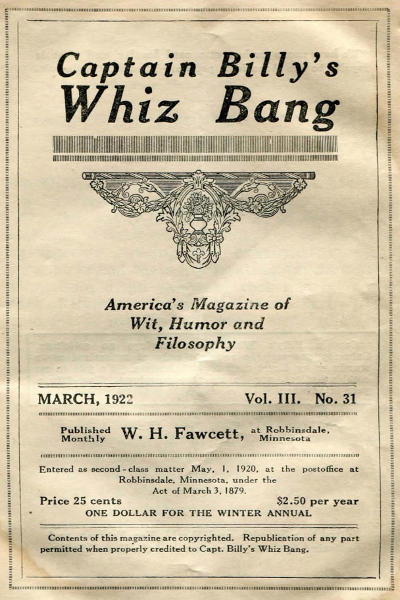 Captain Billy's
Whiz Bang
America's Magazine of
Wit, Humor and
Filosophy
MARCH, 1922 Vol. III. No. 31
Published Monthly W. H. Fawcett, at Robbinsdale, Minnesota
Entered as second-class matter May, 1, 1920, at the postoffice at
Robbinsdale, Minnesota, under the
Act of March 3, 1879.
Price 25 cents $2.50 per year
ONE DOLLAR FOR THE WINTER ANNUAL
Contents of this magazine are copyrighted. Republication of any part
permitted when properly credited to Capt. Billy's Whiz Bang.